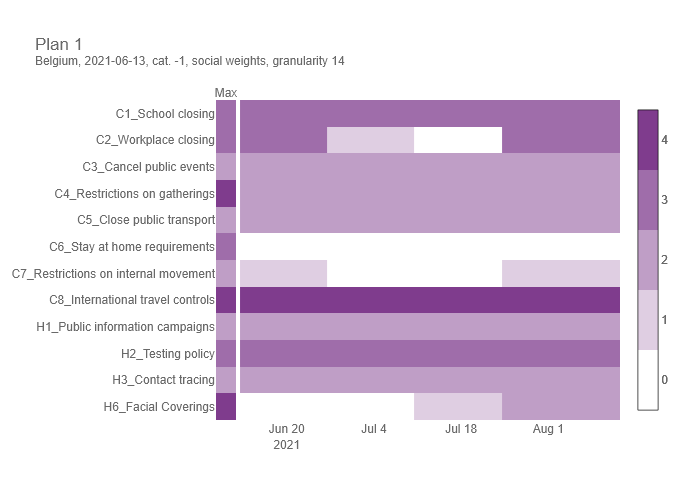 Plan 1
Belgium, 2021-06-13, cat. -1, social weights, granularity 14
Max
C1_School closing
C2_Workplace closing
C3_Cancel public events
C4_Restrictions on gatherings
C5_Close public transport
C6_Stay at home requirements
C7_Restrictions on internal movement
C8_International travel controls
H1_Public information campaigns
H2_Testing policy
H3_Contact tracing
H6_Facial Coverings
Jun 20 Jul 4 Jul 18 Aug 1
2021
4
3
2
1
0